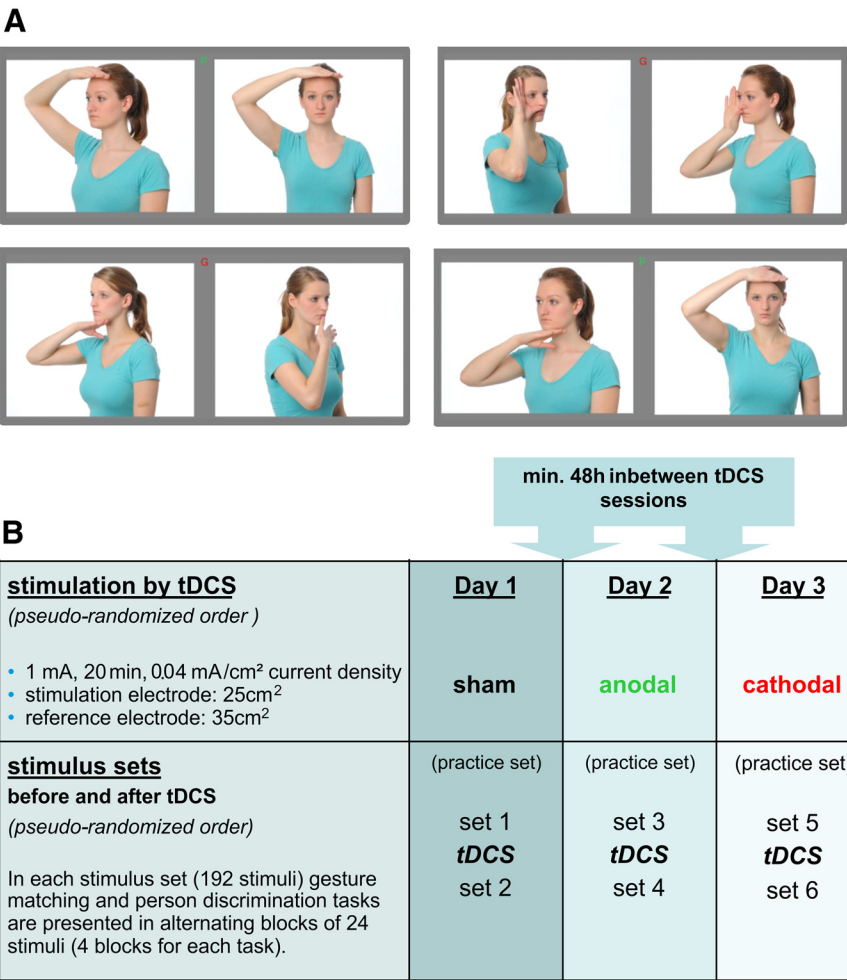 A
G
G
min. 48h inbetween tDCS
sessions
B
stimulation by tDCS
(pseudo-randomized order )
• 1 mA, 20 min, 0.04 mA/cm² current density
• stimulation electrode: 25cm²
• reference electrode: 35cm²
Day 1
Day 2
Day 3
sham
anodal
cathodal
stimulus sets
before and after tDCS
(pseudo-randomized order)
In each stimulus set (192 stimuli) gesture
matching and person discrimination tasks
are presented in alternating blocks of 24
stimuli (4 blocks for each task).
(practice set)
set 1
tDCS
set 2
(practice set)
set 3
tDCS
set 4
(practice set
set 5
tDCS
set 6